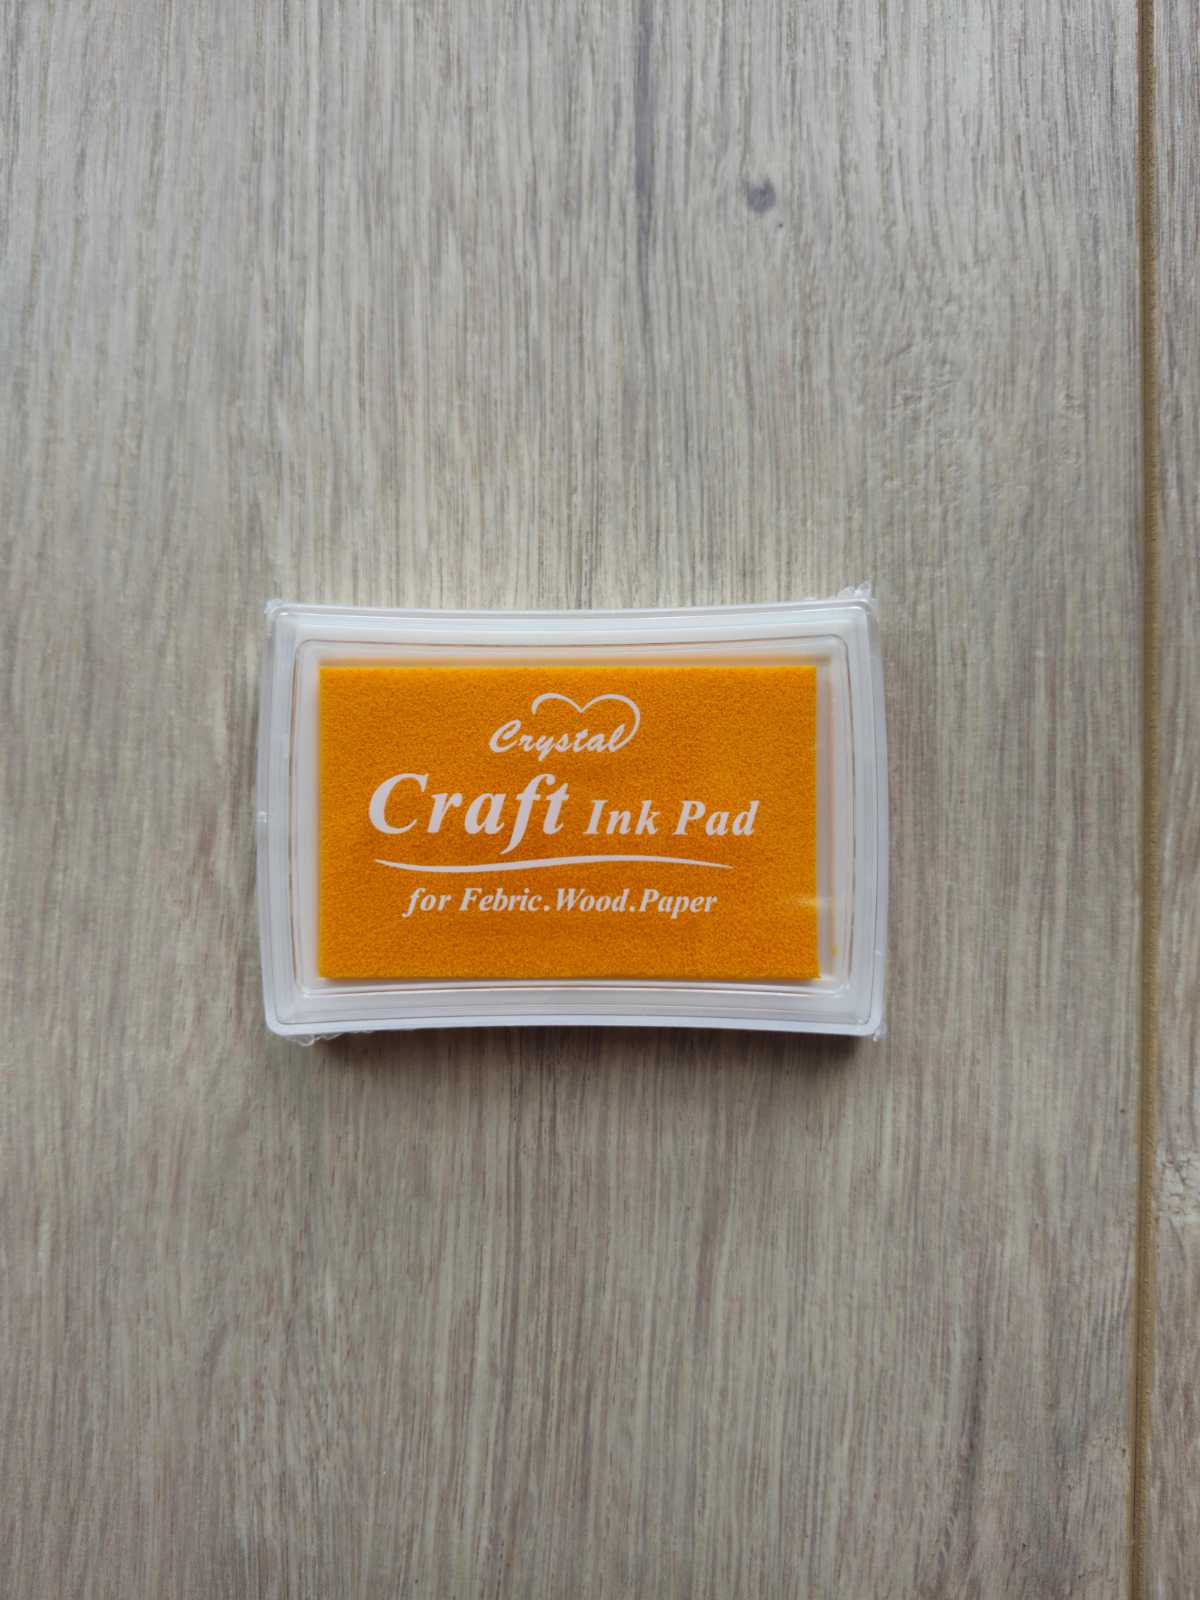 Crystal
Craft Ink Pad
for Febric.Wood.Paper